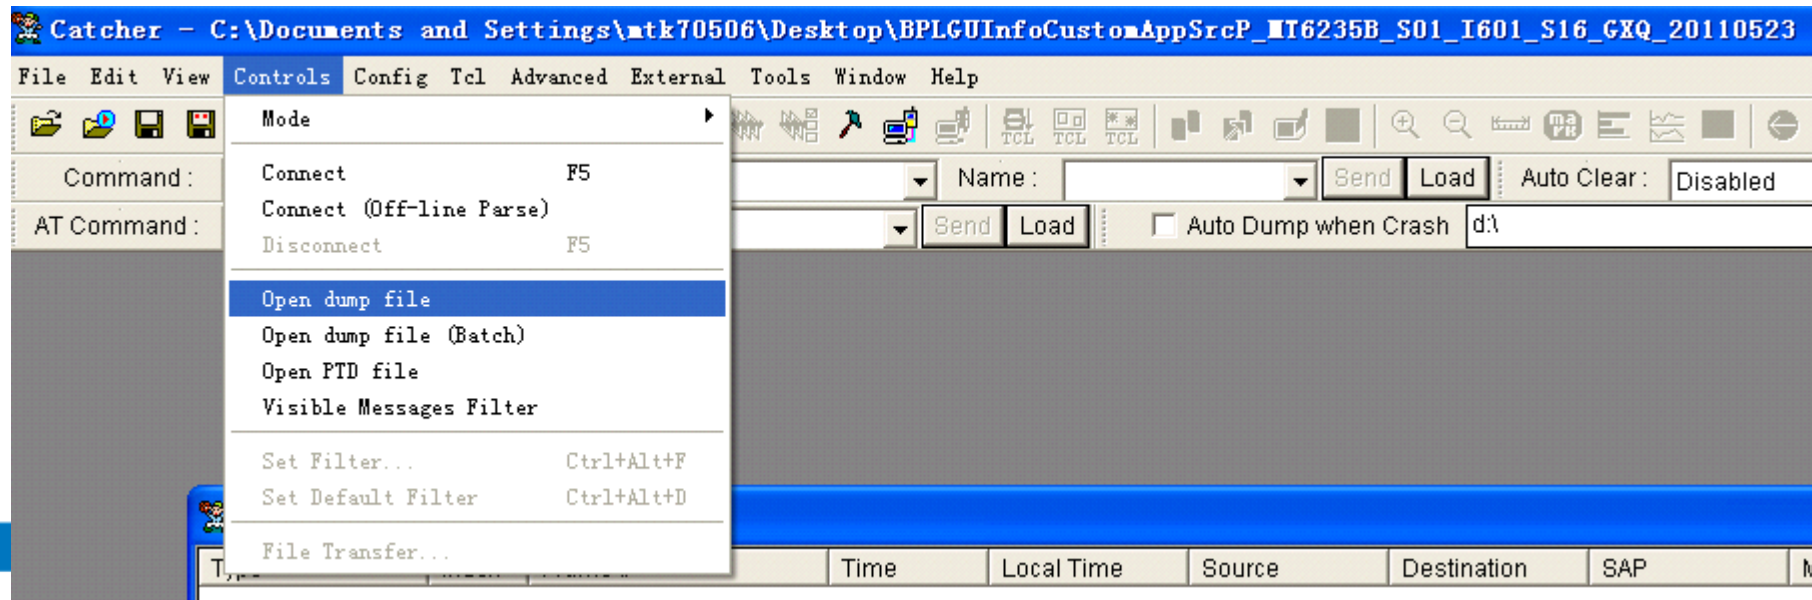 Catcher - C:\Documents and Settings\mtk70506\Desktop\BPLGUInfoCustomAppSrcP_MT6235B_S01_I601_S16_GXQ_20110523
File Edit View Controls Config Tcl Advanced External Tools Window Help
Mode
TCL TCL TCL
Connect F5
Command : Name : Send Load Auto Clear : Disabled
Connect (Off-line Parse)
AT Command : Send Load Auto Dump when Crash d:\
Disconnect F5
Open dump file
Open dump file (Batch)
Open PTD file
Visible Messages Filter
Set Filter... Ctrl+Alt+F
Set Default Filter Ctrl+Alt+D
File Transfer...
Time Local Time Source Destination SAP